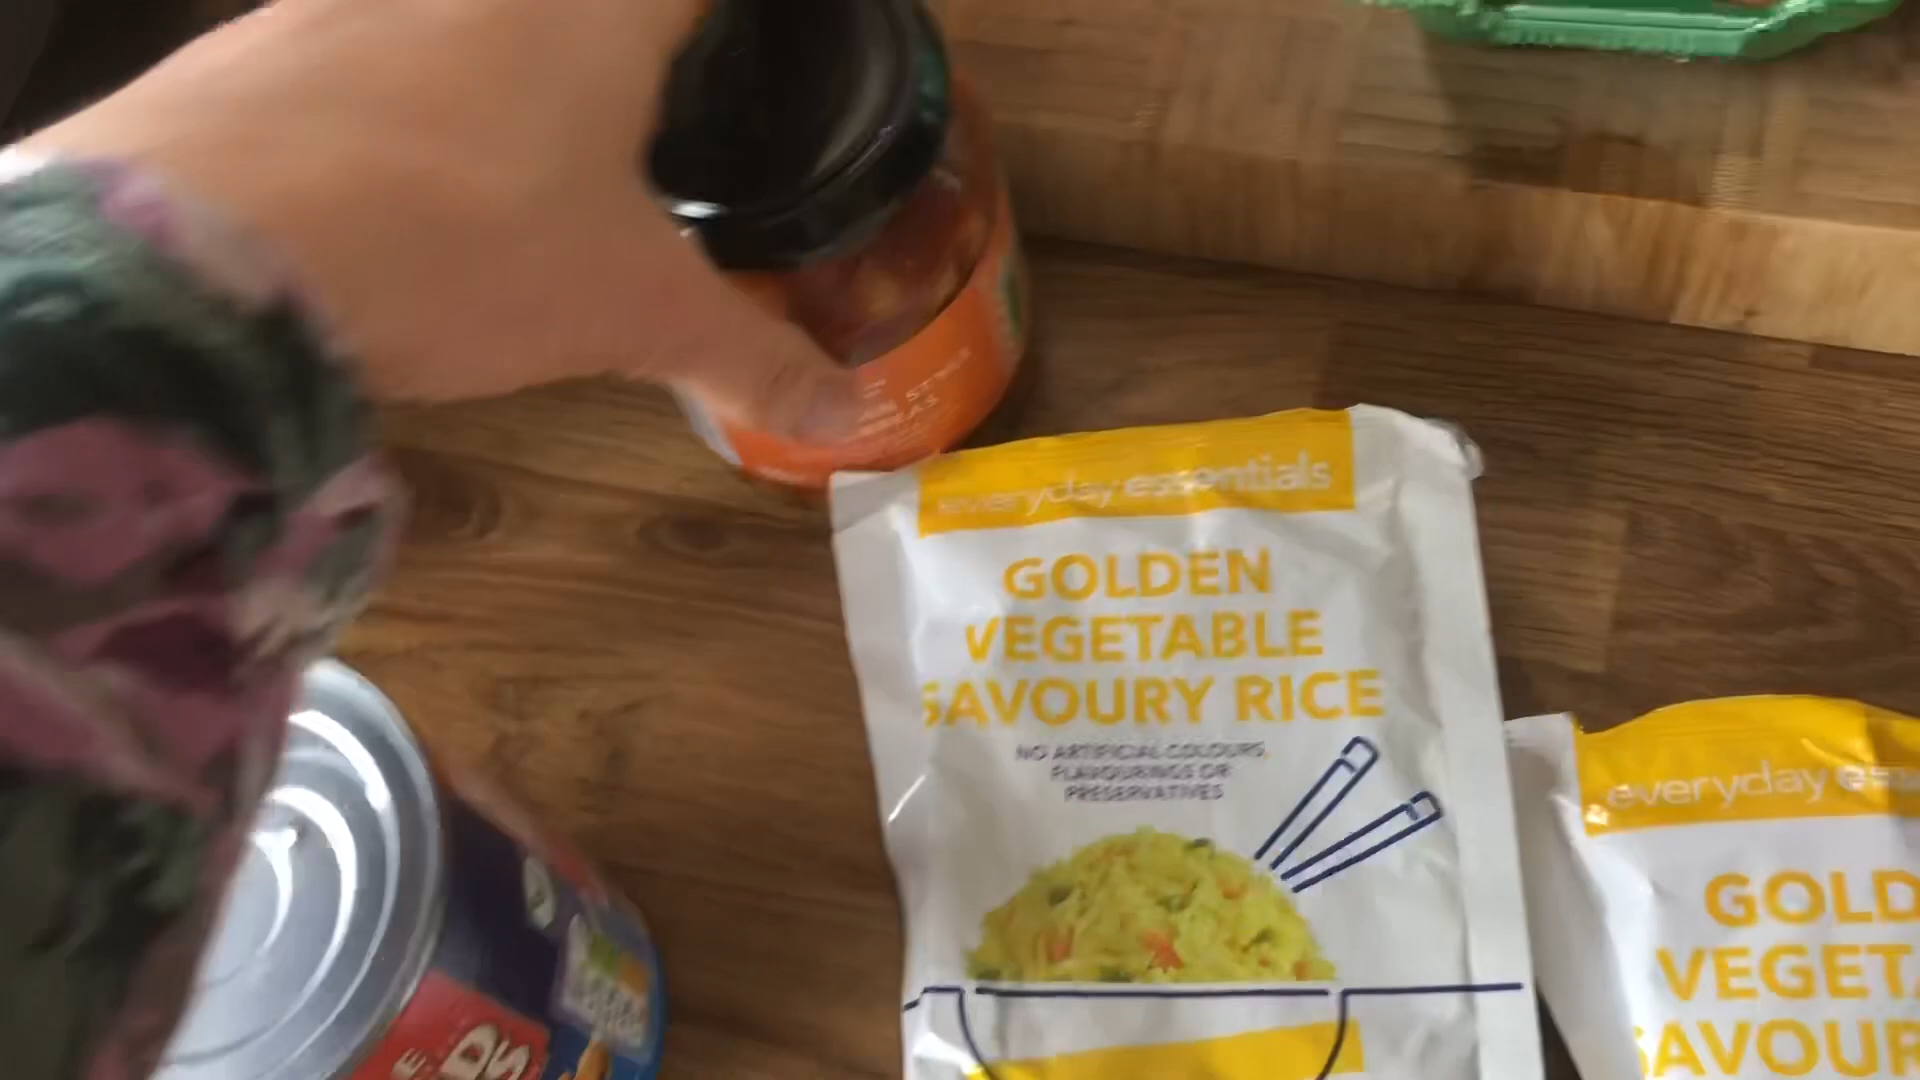 everyday essentials
GOLDEN
VEGETABLE
SAVOURY RICE
NO ARTIFICIAL COLOURS,
FLAVOURINGS OR
PRESERVATIVES
everyday
GOLD
VEGETA
SAVOUR